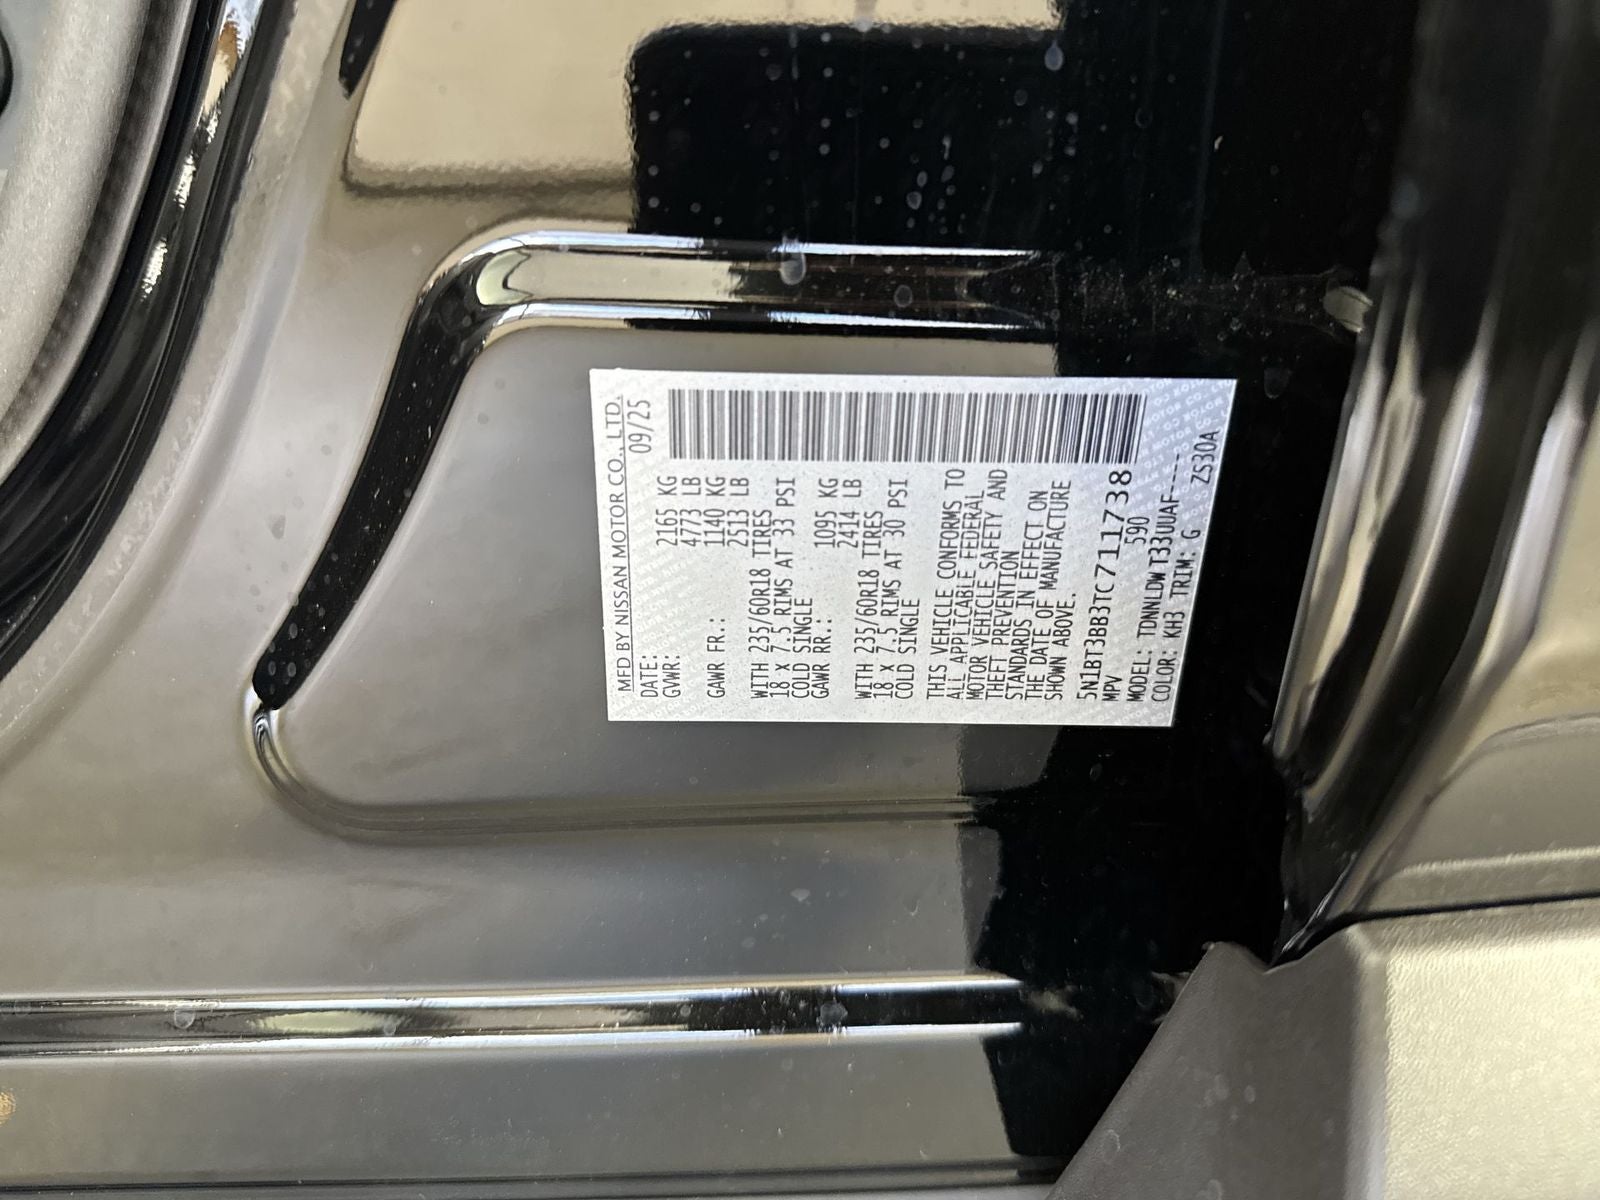 MFD BY NISSAN MOTOR CO., LTD.
DATE: 09/25
GVWR: 2165 KG
4773 LB
GAWR FR.: 1140 KG
2513 LB
WITH 235/60R18 TIRES
18 X 7.5 RIMS AT 33 PSI
COLD SINGLE
GAWR RR.: 1095 KG
2414 LB
WITH 235/60R18 TIRES
18 X 7.5 RIMS AT 30 PSI
COLD SINGLE
THIS VEHICLE CONFORMS TO
ALL APPLICABLE FEDERAL
MOTOR VEHICLE SAFETY AND
THEFT PREVENTION
STANDARDS IN EFFECT ON
THE DATE OF MANUFACTURE
SHOWN ABOVE.
5N1BT3BB3TC711738
MPV 590
MODEL: TDNNLDW T33UUAF-----
COLOR: KH3 TRIM: G ZS30A